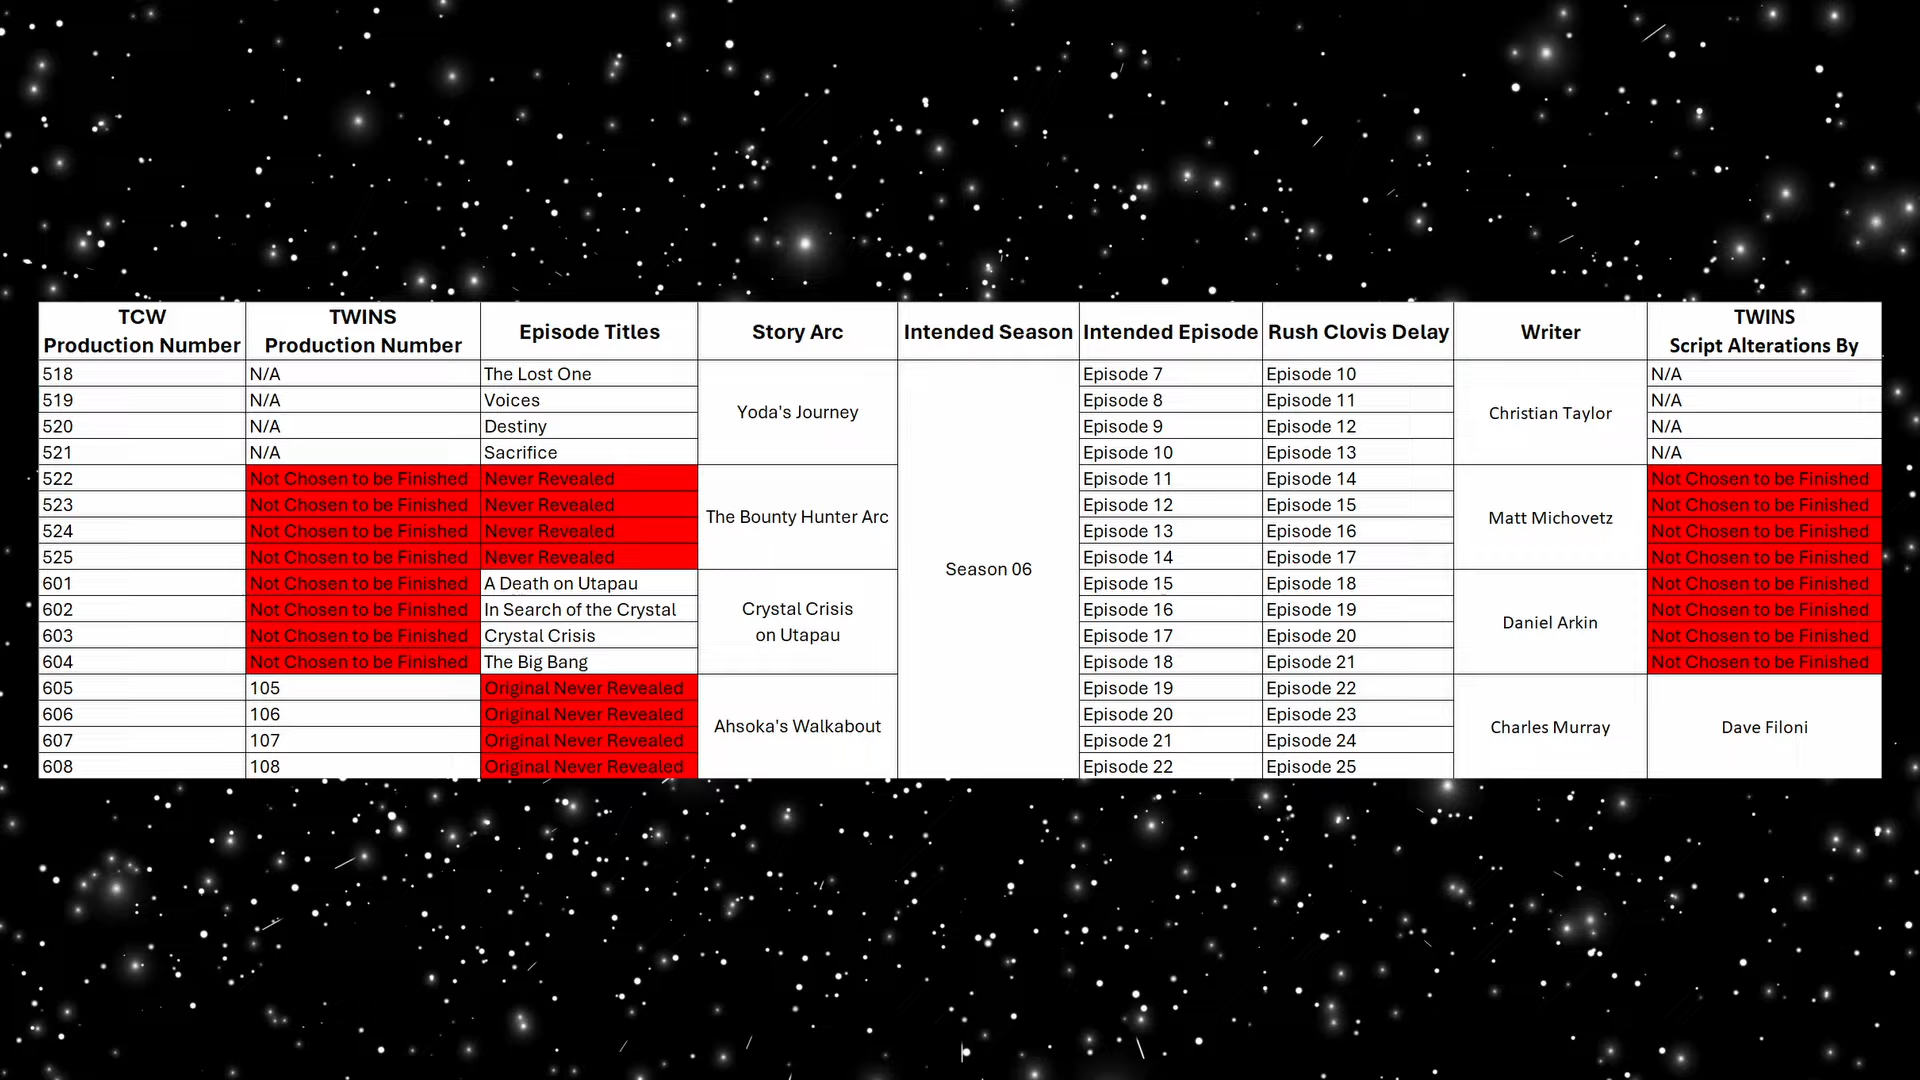 TCW
Production Number
TWINS
Production Number
Episode Titles
Story Arc
Intended Season
Intended Episode
Rush Clovis Delay
Writer
TWINS
Script Alterations By
518 N/A The Lost One Episode 7 Episode 10 N/A
519 N/A Voices Episode 8 Episode 11 N/A
Yoda's Journey
Christian Taylor
520 N/A Destiny Episode 9 Episode 12 N/A
521 N/A Sacrifice Episode 10 Episode 13 N/A
522 Not Chosen to be Finished Never Revealed Episode 11 Episode 14 Not Chosen to be Finished
523 Not Chosen to be Finished Never Revealed Episode 12 Episode 15 Not Chosen to be Finished
The Bounty Hunter Arc
Matt Michovetz
524 Not Chosen to be Finished Never Revealed Episode 13 Episode 16 Not Chosen to be Finished
525 Not Chosen to be Finished Never Revealed Episode 14 Episode 17 Not Chosen to be Finished
Season 06
601 Not Chosen to be Finished A Death on Utapau Episode 15 Episode 18 Not Chosen to be Finished
602 Not Chosen to be Finished In Search of the Crystal Episode 16 Episode 19 Not Chosen to be Finished
Crystal Crisis
on Utapau
Daniel Arkin
603 Not Chosen to be Finished Crystal Crisis Episode 17 Episode 20 Not Chosen to be Finished
604 Not Chosen to be Finished The Big Bang Episode 18 Episode 21 Not Chosen to be Finished
605 105 Original Never Revealed Episode 19 Episode 22
606 106 Original Never Revealed Episode 20 Episode 23
Ahsoka's Walkabout
Charles Murray
Dave Filoni
607 107 Original Never Revealed Episode 21 Episode 24
608 108 Original Never Revealed Episode 22 Episode 25